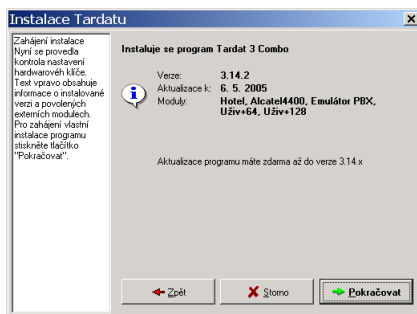 Instalace Tardatu
Zahájení instalace
Nyní se provedla
kontrola nastavení
hardwarovéh klíče.
Text vpravo obsahuje
informace o instalované
verzi a povolených
externích modulech.
Pro zahájení vlastní
instalace programu
stiskněte tlačítko
"Pokračovat".
Instaluje se program Tardat 3 Combo
Verze: 3.14.2
Aktualizace k: 6. 5. 2005
Moduly: Hotel, Alcatel4400, Emulátor PBX,
Uživ+64, Uživ+128
Aktualizace programu máte zdarma až do verze 3.14.x
Zpět
Storno
Pokračovat